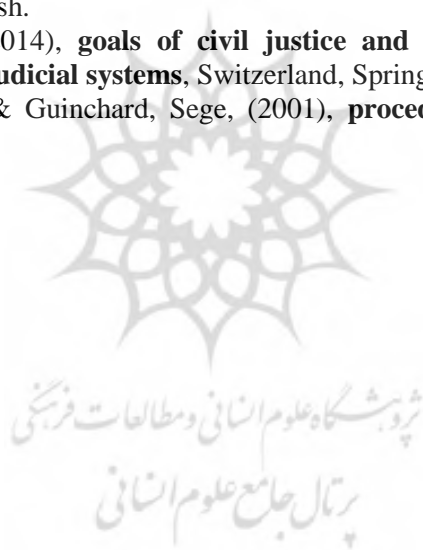 sh.
2014), goals of civil justice and
udicial systems, Switzerland, Spring
& Guinchard, Sege, (2001), proced
پژوهشگاه علوم انسانی و مطالعات فرهنگی
پرتال جامع علوم انسانی